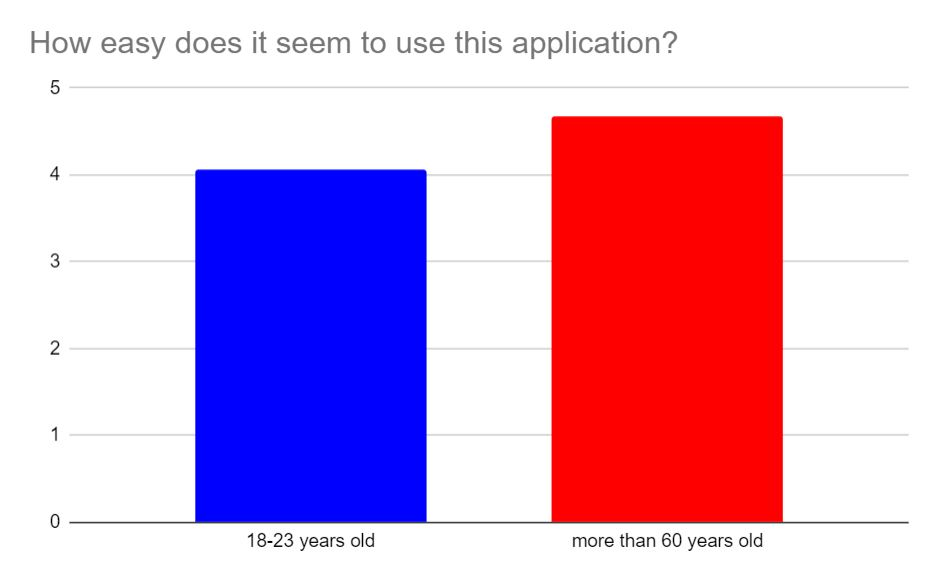 How easy does it seem to use this application?
5
4
3
2
1
0
18-23 years old
more than 60 years old